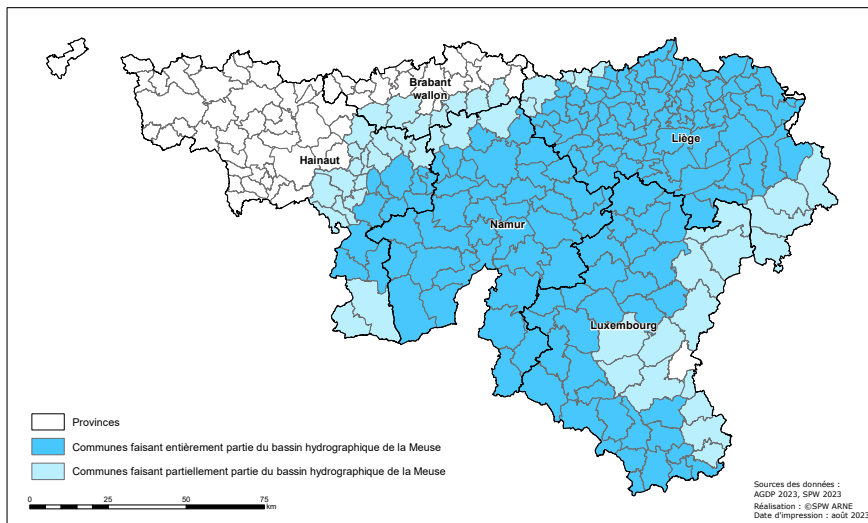 Brabant
wallon
Hainaut
Liège
Namur
Luxembourg
Provinces
Communes faisant entièrement partie du bassin hydrographique de la Meuse
Communes faisant partiellement partie du bassin hydrographique de la Meuse
0 25 50 75
km
Sources des données :
AGDP 2023, SPW 2023
Réalisation : ©SPW ARNE
Date d'impression : août 2023